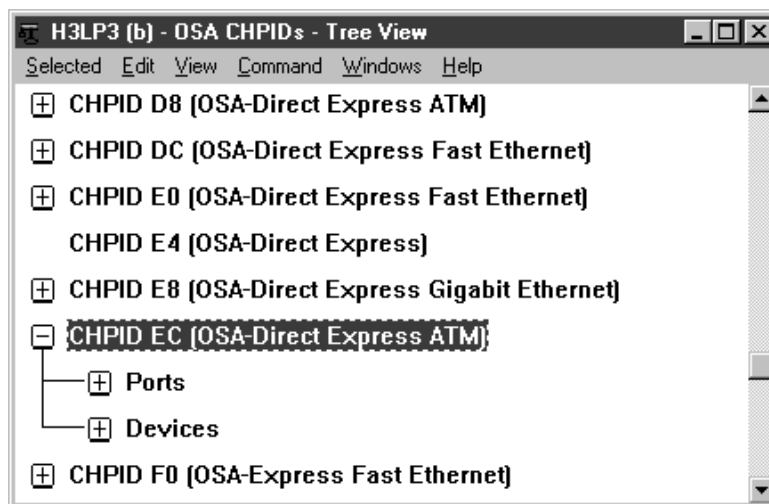 H3LP3 (b) - OSA CHPIDs - Tree View
Selected Edit View Command Windows Help
CHPID D8 (OSA-Direct Express ATM)
CHPID DC (OSA-Direct Express Fast Ethernet)
CHPID E0 (OSA-Direct Express Fast Ethernet)
CHPID E4 (OSA-Direct Express)
CHPID E8 (OSA-Direct Express Gigabit Ethernet)
CHPID EC (OSA-Direct Express ATM)
Ports
Devices
CHPID F0 (OSA-Express Fast Ethernet)